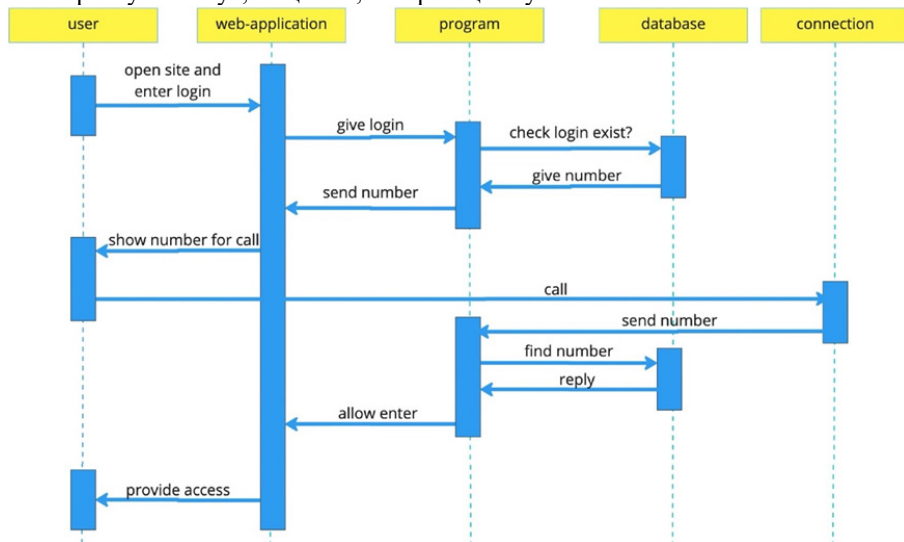 user web-application program database connection
open site and
enter login
give login
check login exist?
give number
send number
show number for call
call
send number
find number
reply
allow enter
provide access